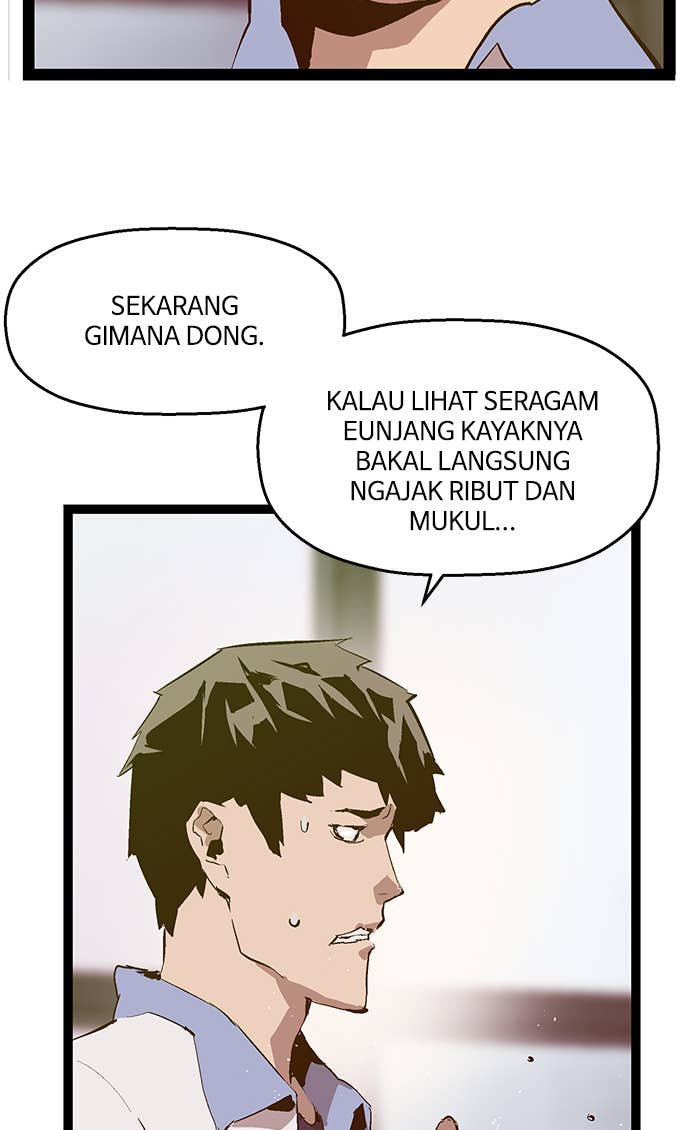 SEKARANG
GIMANA DONG.
KALAU LIHAT SERAGAM
EUNJANG KAYAKNYA
BAKAL LANGSUNG
NGAJAK RIBUT DAN
MUKUL...